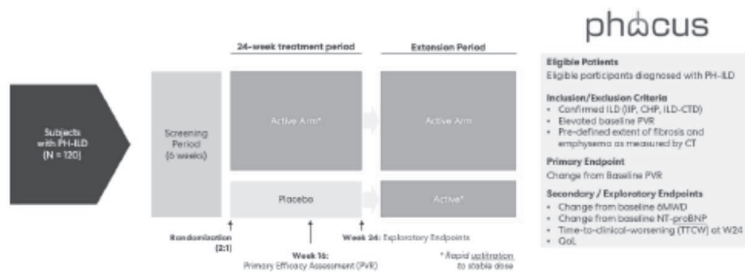 phocus
24-week treatment period
Extension Period
Subjects
with PH-ILD
(N = 120)
Screening
Period
(6 weeks)
Active Arm*
Active Arm
Placebo
Active*
Randomization
(2:1)
Week 16:
Primary Efficacy Assessment (PVR)
Week 24: Exploratory Endpoints
* Rapid uptitration
to stable dose
Eligible Patients
Eligible participants diagnosed with PH-ILD
Inclusion/Exclusion Criteria
• Confirmed ILD (IIP, CHP, ILD-CTD)
• Elevated baseline PVR
• Pre-defined extent of fibrosis and
emphysema as measured by CT
Primary Endpoint
Change from Baseline PVR
Secondary / Exploratory Endpoints
• Change from baseline 6MWD
• Change from baseline NT-proBNP
• Time-to-clinical-worsening (TTCW) at W24
• QoL